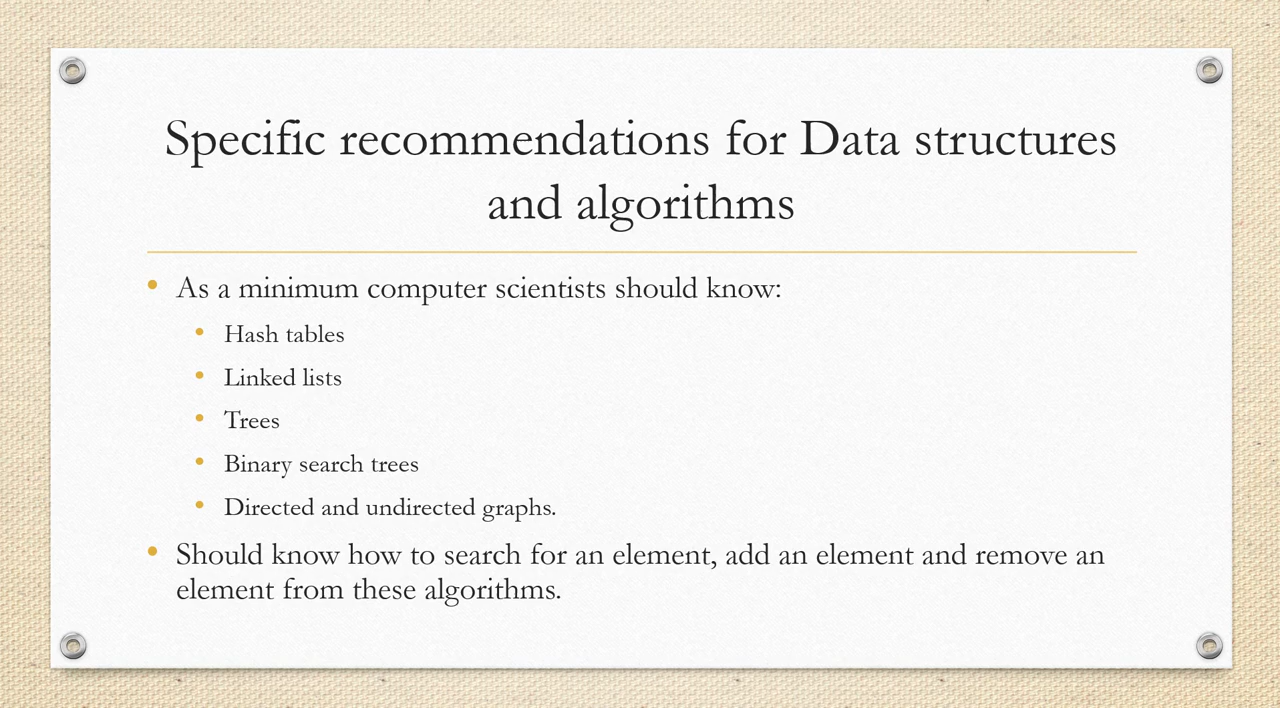 Specific recommendations for Data structures
and algorithms
• As a minimum computer scientists should know:
• Hash tables
• Linked lists
• Trees
• Binary search trees
• Directed and undirected graphs.
• Should know how to search for an element, add an element and remove an
element from these algorithms.